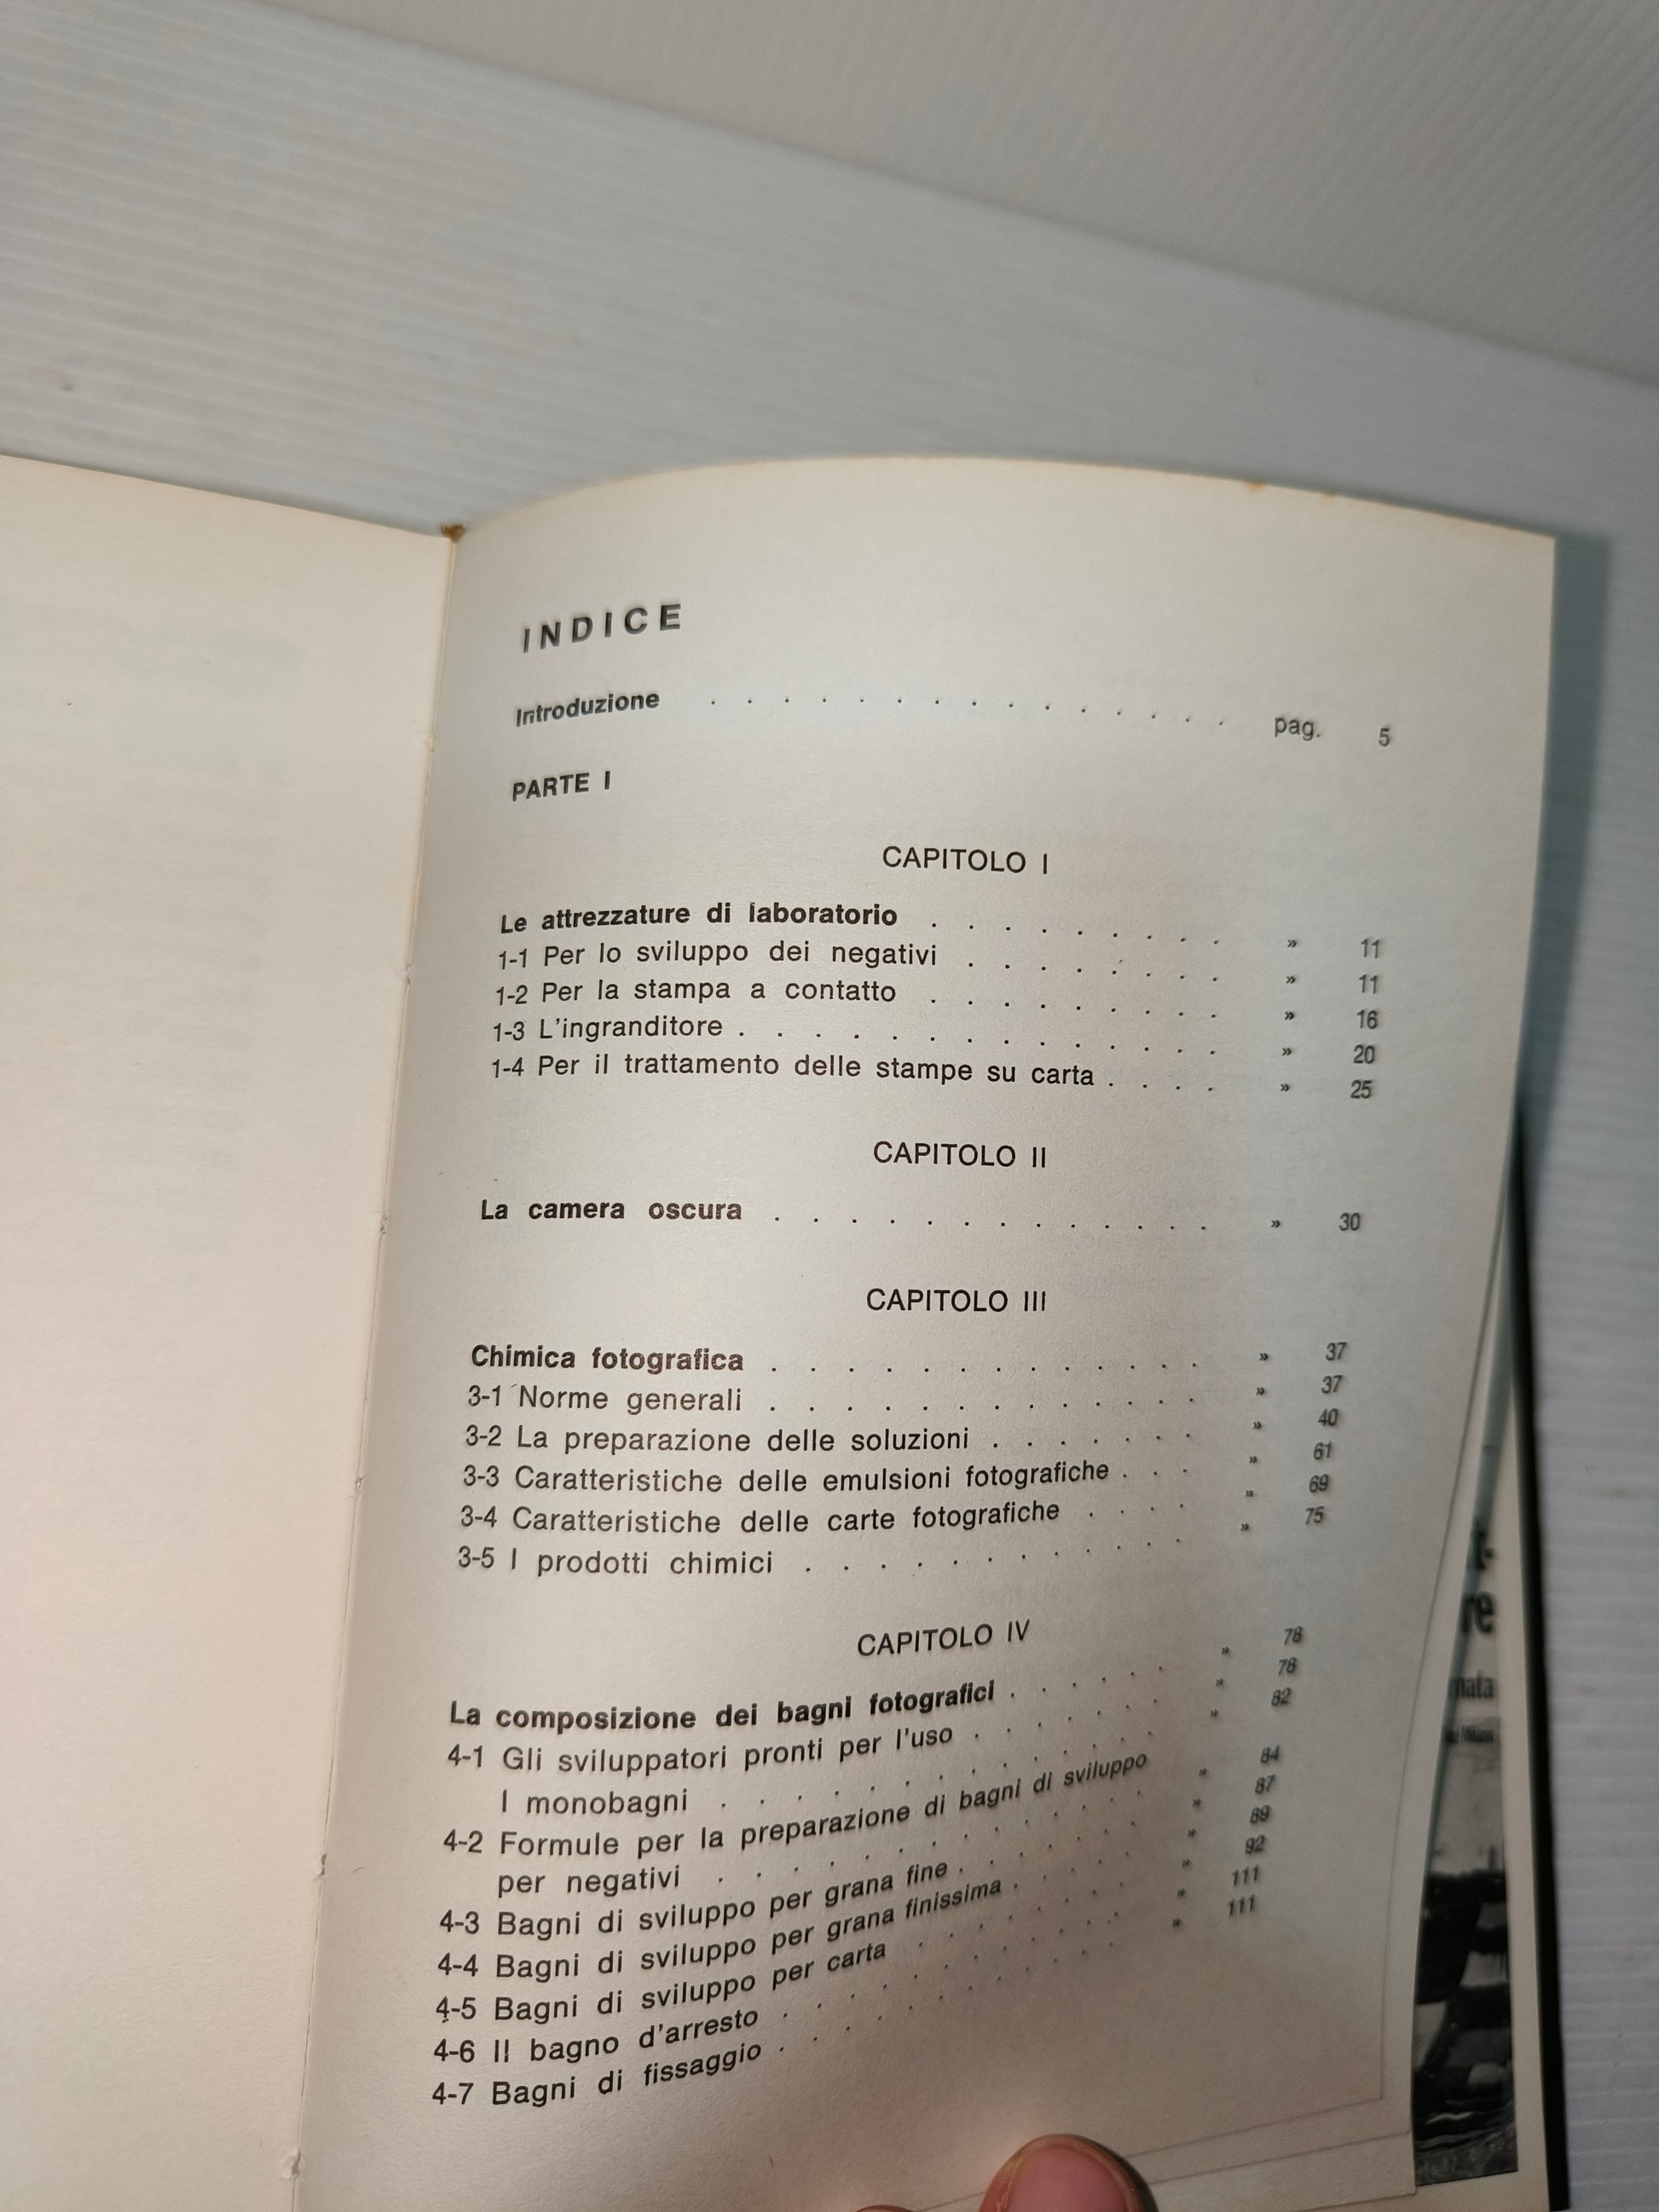 INDICE
Introduzione . . . . . . . . . . . . . . . pag. 5
PARTE I
CAPITOLO I
Le attrezzature di laboratorio . . . . . . . . . » 11
1-1 Per lo sviluppo dei negativi . . . . . . . . » 11
1-2 Per la stampa a contatto . . . . . . . . . » 16
1-3 L'ingranditore . . . . . . . . . . . . . . » 20
1-4 Per il trattamento delle stampe su carta . . . . » 25
CAPITOLO II
La camera oscura . . . . . . . . . . . . . » 30
CAPITOLO III
Chimica fotografica . . . . . . . . . . . . » 37
3-1 Norme generali . . . . . . . . . . . . » 37
3-2 La preparazione delle soluzioni . . . . . . » 40
3-3 Caratteristiche delle emulsioni fotografiche . . . » 61
3-4 Caratteristiche delle carte fotografiche . . . . » 69
3-5 I prodotti chimici . . . . . . . . . . . » 75
CAPITOLO IV
La composizione dei bagni fotografici . . . . . . » 78
4-1 Gli sviluppatori pronti per l'uso . . . . . . . » 78
I monobagni . . . . . . . . . . . . » 82
4-2 Formule per la preparazione di bagni di sviluppo
per negativi . . . . . . . . . . . . » 84
4-3 Bagni di sviluppo per grana fine . . . . . . » 87
4-4 Bagni di sviluppo per grana finissima . . . . . » 89
4-5 Bagni di sviluppo per carta . . . . . . . » 92
4-6 Il bagno d'arresto . . . . . . . . . . » 111
4-7 Bagni di fissaggio . . . . . . . . . . » 111